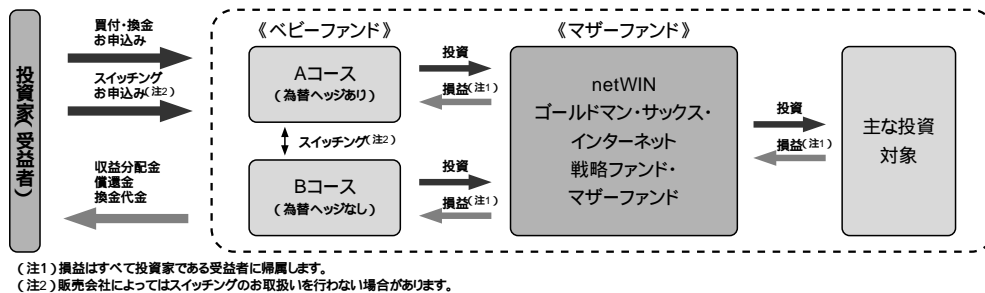 投資家(受益者)
買付・換金
お申込み
スイッチング
お申込み(注2)
収益分配金
償還金
換金代金
《ベビーファンド》
Aコース
(為替ヘッジあり)
スイッチング(注2)
Bコース
(為替ヘッジなし)
投資
損益(注1)
投資
損益(注1)
《マザーファンド》
netWIN
ゴールドマン・サックス・
インターネット
戦略ファンド・
マザーファンド
投資
損益(注1)
主な投資
対象
(注1)損益はすべて投資家である受益者に帰属します。
(注2)販売会社によってはスイッチングのお取扱いを行わない場合があります。